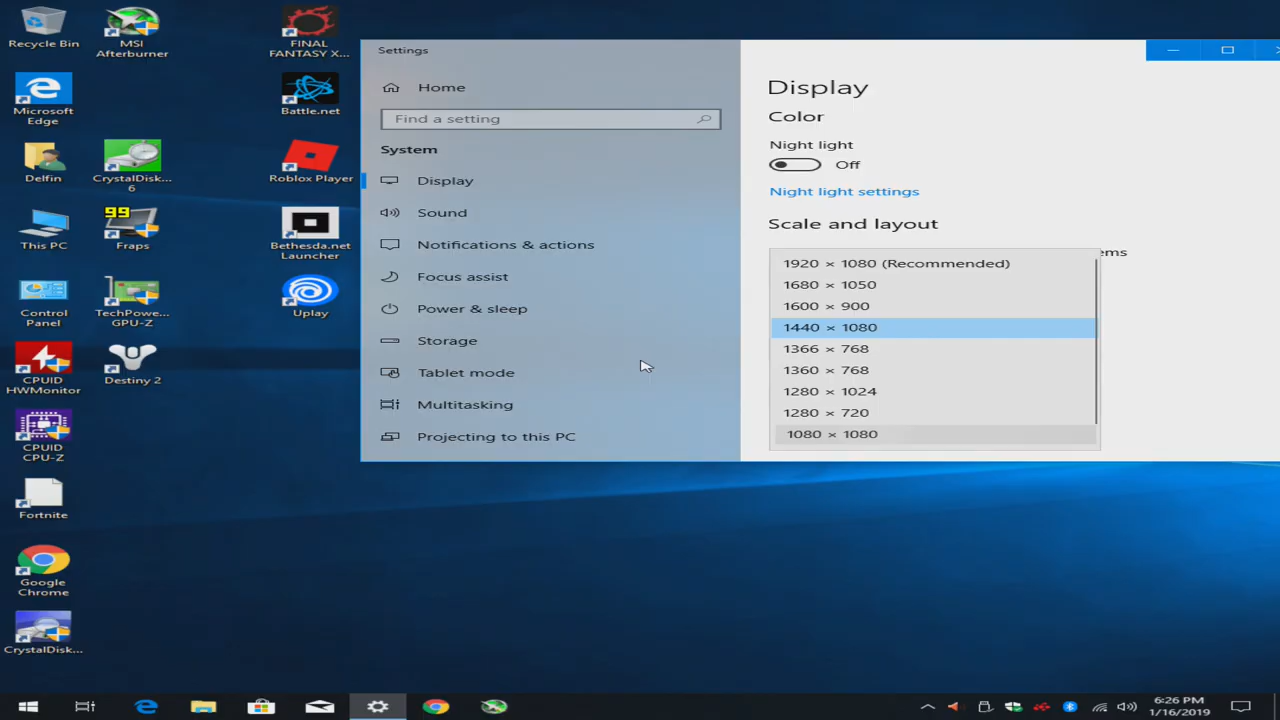 Recycle Bin
MSI
Afterburner
FINAL
FANTASY X...
Microsoft
Edge
Battle.net
Delfin
CrystalDisk...
6
Roblox Player
This PC
99
Fraps
Bethesda.net
Launcher
Control
Panel
TechPowe...
GPU-Z
Uplay
CPUID
HWMonitor
Destiny 2
CPUID
CPU-Z
Fortnite
Google
Chrome
CrystalDisk...
Settings
Home
Find a setting
System
Display
Sound
Notifications & actions
Focus assist
Power & sleep
Storage
Tablet mode
Multitasking
Projecting to this PC
Display
Color
Night light
Off
Night light settings
Scale and layout
ems
1920 × 1080 (Recommended)
1680 × 1050
1600 × 900
1440 × 1080
1366 × 768
1360 × 768
1280 × 1024
1280 × 720
1080 × 1080
6:26 PM
1/16/2019